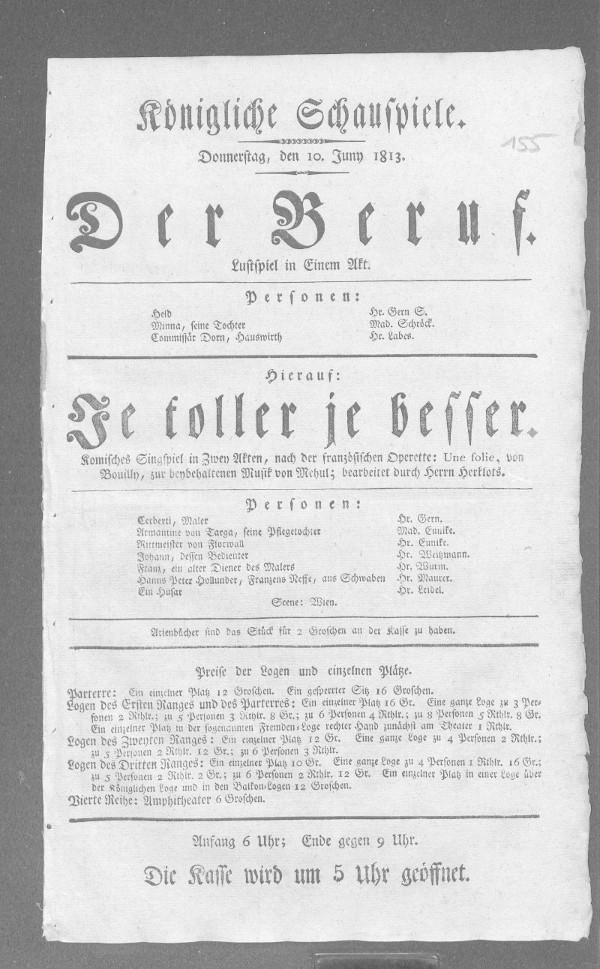 Königliche Schauspiele.
155
Donnerstag, den 10. Juny 1813.
Der Beruf.
Lustspiel in Einem Akt.
Personen:
Held Hr. Gern S.
Minna, seine Tochter Mad. Schröck.
Commissär Dorn, Hauswirth Hr. Labes.
Hierauf:
Je toller je besser.
Komisches Singspiel in Zwey Akten, nach der französischen Operette: Une folie, von
Bouilly, zur beybehaltenen Musik von Mehul; bearbeitet durch Herrn Herklots.
Personen:
Cerberti, Maler Hr. Gern.
Armantine von Targa, seine Pflegetochter Mad. Eunike.
Rittmeister von Florwall Hr. Eunike.
Johann, dessen Bedienter Hr. Weitzmann.
Franz, ein alter Diener des Malers Hr. Wurm.
Hanns Peter Hollunder, Franzens Neffe, aus Schwaben Hr. Maurer.
Ein Husar Hr. Leidel.
Scene: Wien.
Arienbücher sind das Stück für 2 Groschen an der Kasse zu haben.
Preise der Logen und einzelnen Plätze.
Parterre: Ein einzelner Platz 12 Groschen. Ein gesperrter Sitz 16 Groschen.
Logen des Ersten Ranges und des Parterres: Ein einzelner Platz 16 Gr. Eine ganze Loge zu 3 Per-
sonen 2 Rthlr.; zu 5 Personen 3 Rthlr. 8 Gr.; zu 6 Personen 4 Rthlr.; zu 8 Personen 5 Rthlr. 8 Gr.
Ein einzelner Platz in der sogenannten Fremden-Loge rechter Hand zunächst am Theater 1 Rthlr.
Logen des Zweyten Ranges: Ein einzelner Platz 12 Gr. Eine ganze Loge zu 4 Personen 2 Rthlr.;
zu 5 Personen 2 Rthlr. 12 Gr.; zu 6 Personen 3 Rthlr.
Logen des Dritten Ranges: Ein einzelner Platz 10 Gr. Eine ganze Loge zu 4 Personen 1 Rthlr. 16 Gr.;
zu 5 Personen 2 Rthlr. 2 Gr.; zu 6 Personen 2 Rthlr. 12 Gr. Ein einzelner Platz in einer Loge über
der Königlichen Loge und in den Balkon-Logen 12 Groschen.
Vierte Reihe: Amphitheater 6 Groschen.
Anfang 6 Uhr; Ende gegen 9 Uhr.
Die Kasse wird um 5 Uhr geöffnet.